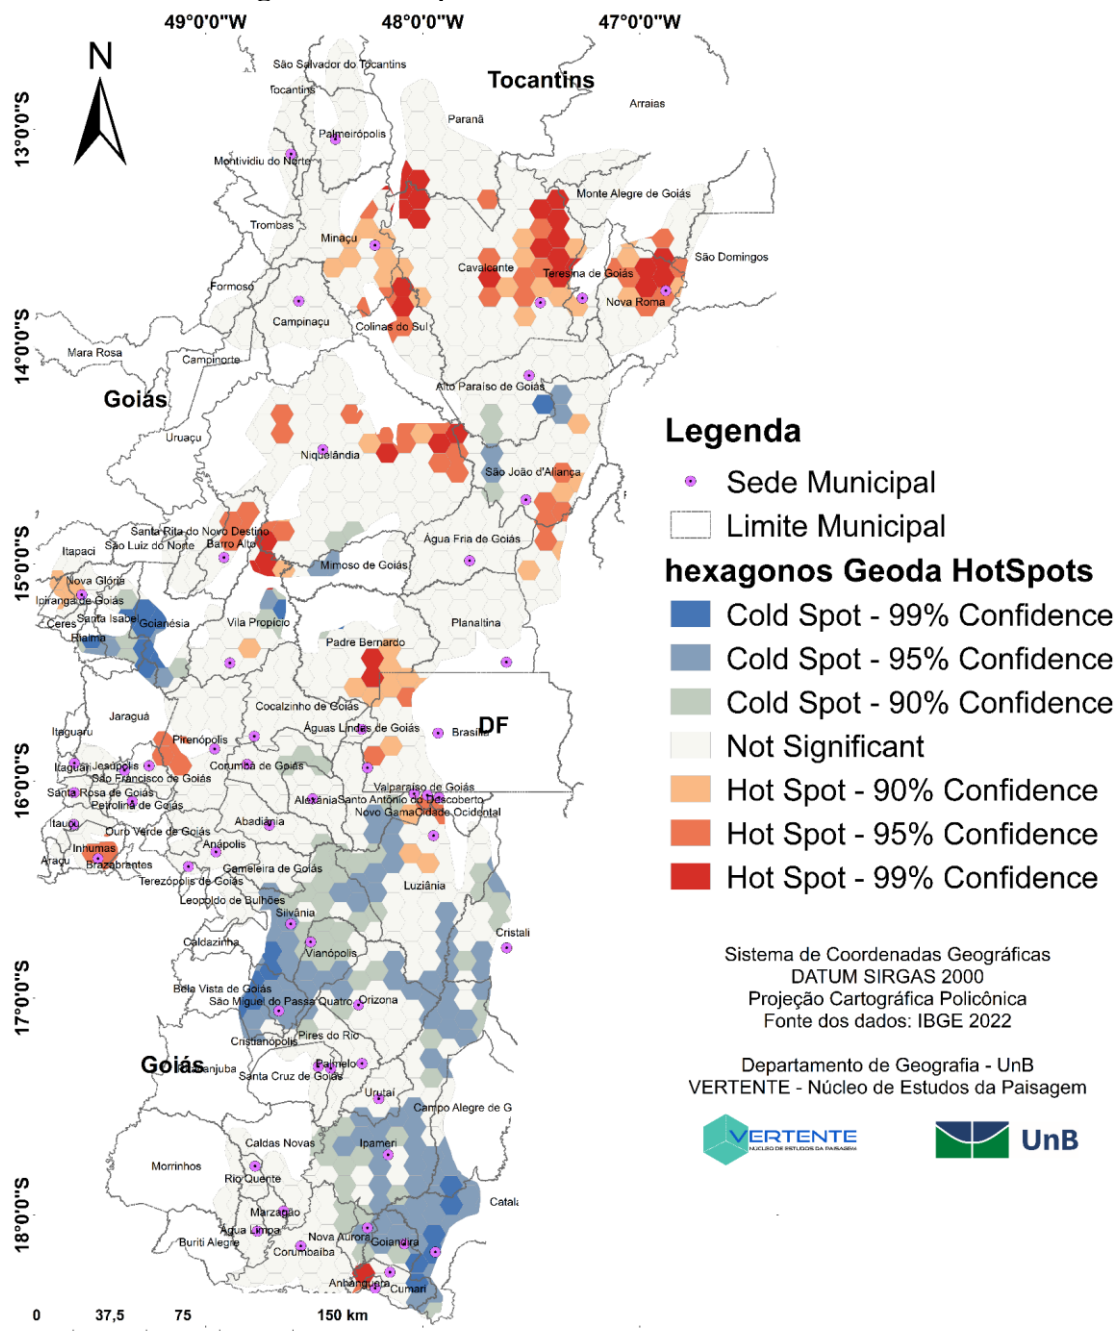 49°0'0"W
48°0'0"W
47°0'0"W
N
São Salvador do Tocantins
Tocantins
Tocantins
Arraias
Paranã
13°0'0"S
Palmeirópolis
Montividiu do Norte
Monte Alegre de Goiás
Trombas
Minaçu
São Domingos
Cavalcante
Teresina de Goiás
Formoso
Nova Roma
Campinaçu
Colinas do Sul
14°0'0"S
Mara Rosa
Campinorte
Alto Paraíso de Goiás
Goiás
Uruaçu
Niquelândia
São João d'Aliança
Santa Rita do Novo Destino
Água Fria de Goiás
São Luiz do Norte
Barro Alto
Itapaci
15°0'0"S
Mimoso de Goiás
Nova Glória
Ipiranga de Goiás
Santa Isabel
Ceres
Goianésia
Vila Propício
Planaltina
Rialma
Padre Bernardo
Cocalzinho de Goiás
Jaraguá
DF
Águas Lindas de Goiás
Itaguaru
Brasília
Pirenópolis
Itaguari
Jesúpolis
Corumbá de Goiás
São Francisco de Goiás
16°0'0"S
Valparaíso de Goiás
Santa Rosa de Goiás
Alexânia
Santo Antônio do Descoberto
Petrolina de Goiás
Novo Gama
Cidade Ocidental
Itauçu
Abadiânia
Ouro Verde de Goiás
Anápolis
Inhumas
Araçu
Brazabrantes
Gameleira de Goiás
Terezópolis de Goiás
Luziânia
Leopoldo de Bulhões
Silvânia
Cristali
Caldazinha
Vianópolis
Bela Vista de Goiás
17°0'0"S
São Miguel do Passa Quatro
Orizona
Pires do Rio
Cristianópolis
Goiás
Palmelo
Santa Cruz de Goiás
Urutaí
Campo Alegre de G
Caldas Novas
Ipameri
Morrinhos
Rio Quente
18°0'0"S
Catala
Marzagão
Água Limpa
Nova Aurora
Goiandira
Buriti Alegre
Corumbaíba
Anhanguera
Cumari
0
37,5
75
150 km
Legenda
Sede Municipal
Limite Municipal
hexagonos Geoda HotSpots
Cold Spot - 99% Confidence
Cold Spot - 95% Confidence
Cold Spot - 90% Confidence
Not Significant
Hot Spot - 90% Confidence
Hot Spot - 95% Confidence
Hot Spot - 99% Confidence
Sistema de Coordenadas Geográficas
DATUM SIRGAS 2000
Projeção Cartográfica Policônica
Fonte dos dados: IBGE 2022
Departamento de Geografia - UnB
VERTENTE - Núcleo de Estudos da Paisagem
VERTENTE
NÚCLEO DE ESTUDOS DA PAISAGEM
UnB